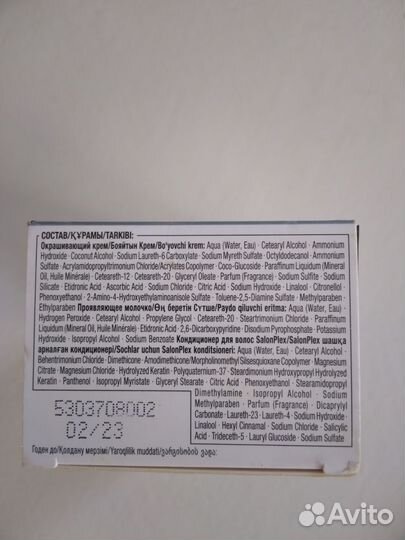 СОСТАВ/ҚҰРАМЫ/TARKIBI:
Окрашивающий крем/Бояйтын Крем/Bo'yovchi krem: Aqua (Water, Eau) · Cetearyl Alcohol · Ammonium
Hydroxide · Coconut Alcohol · Sodium Laureth-6 Carboxylate · Sodium Myreth Sulfate · Octyldodecanol · Ammonium
Sulfate · Acrylamidopropyltrimonium Chloride/Acrylates Copolymer · Coco-Glucoside · Paraffinum Liquidum (Mineral
Oil, Huile Minérale) · Ceteareth-12 · Ceteareth-20 · Glyceryl Oleate · Parfum (Fragrance) · Sodium Sulfite · Sodium
Silicate · Etidronic Acid · Ascorbic Acid · Sodium Chloride · Citric Acid · Sodium Hydroxide · Linalool · Citronellol ·
Phenoxyethanol · 2-Amino-4-Hydroxyethylaminoanisole Sulfate · Toluene-2,5-Diamine Sulfate · Methylparaben ·
Ethylparaben Проявляющее молочко/Өң беретін Сүтше/Paydo qiluvchi eritma: Aqua (Water, Eau) ·
Hydrogen Peroxide · Cetearyl Alcohol · Propylene Glycol · Ceteareth-20 · Steartrimonium Chloride · Paraffinum
Liquidum (Mineral Oil, Huile Minérale) · Etidronic Acid · 2,6-Dicarboxypyridine · Disodium Pyrophosphate · Potassium
Hydroxide · Isopropyl Alcohol · Sodium Benzoate Кондиционер для волос SalonPlex/SalonPlex шашқа
арналған кондиционері/Sochlar uchun SalonPlex konditsioneri: Aqua (Water, Eau) · Cetearyl Alcohol ·
Behentrimonium Chloride · Dimethicone · Amodimethicone/Morpholinomethyl Silsesquioxane Copolymer · Magnesium
Citrate · Magnesium Chloride · Hydrolyzed Keratin · Polyquaternium-37 · Steardimonium Hydroxypropyl Hydrolyzed
Keratin · Panthenol · Isopropyl Myristate · Glyceryl Stearate · Citric Acid · Phenoxyethanol · Stearamidopropyl
Dimethylamine · Isopropyl Alcohol · Sodium
Methylparaben · Parfum (Fragrance) · Dicaprylyl
Carbonate · Laureth-23 · Laureth-4 · Sodium Hydroxide ·
Linalool · Hexyl Cinnamal · Sodium Chloride · Salicylic
Acid · Trideceth-5 · Lauryl Glucoside · Sodium Sulfate
5303708002
02/23
Годен до/Қолдану мерзімі/Yaroqlilik muddati/ვარგისობის ვადა:
Avito